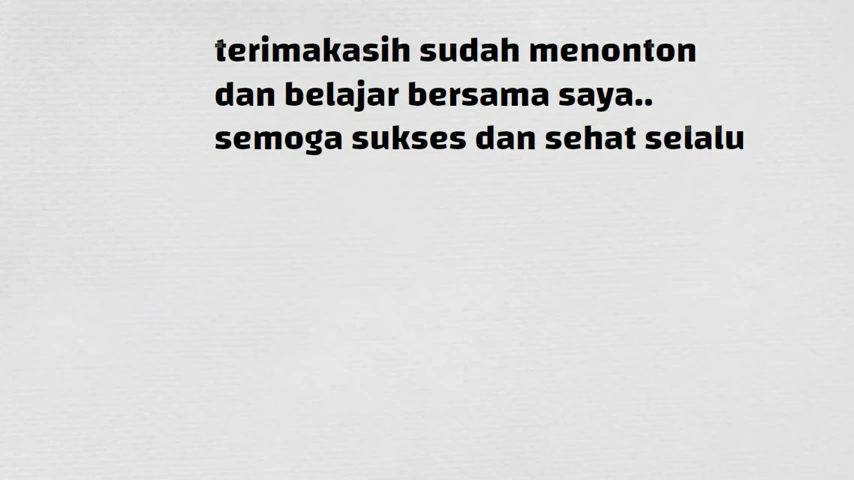 terimakasih sudah menonton
dan belajar bersama saya..
semoga sukses dan sehat selalu